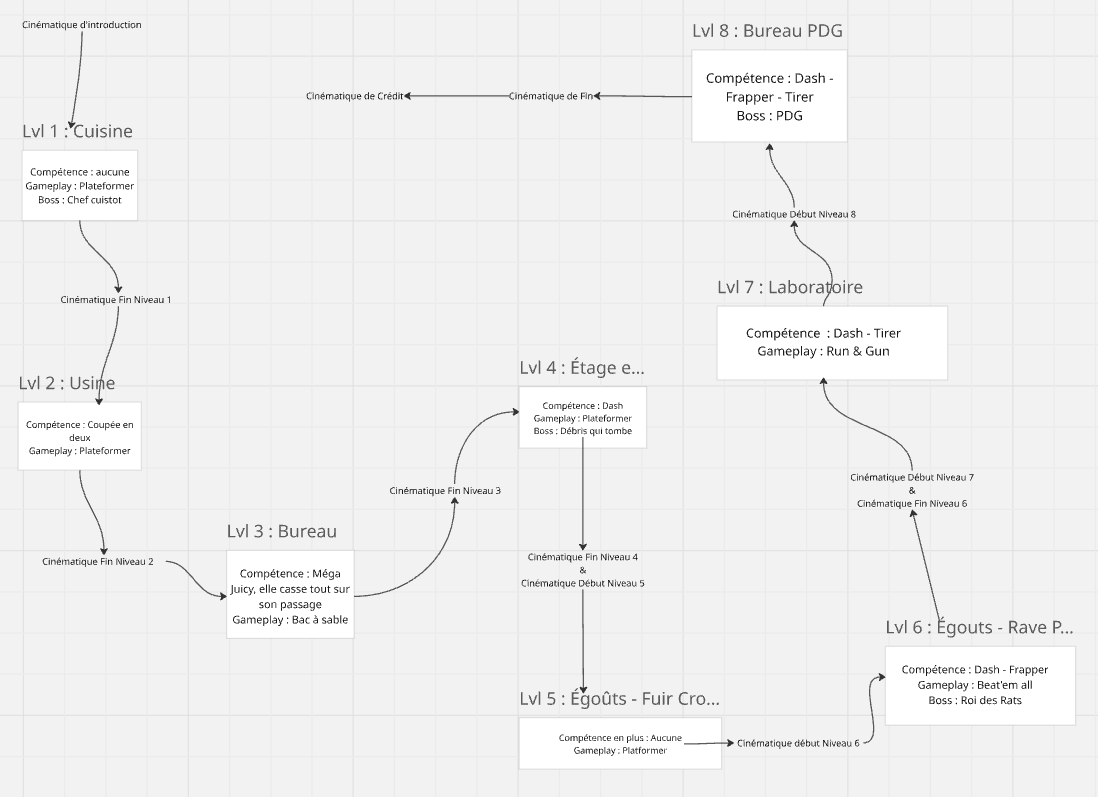 Cinématique d'introduction
Lvl 1 : Cuisine
Compétence : aucune
Gameplay : Plateformer
Boss : Chef cuistot
Cinématique Fin Niveau 1
Lvl 2 : Usine
Compétence : Coupée en
deux
Gameplay : Plateformer
Cinématique Fin Niveau 2
Lvl 3 : Bureau
Compétence : Méga
Juicy, elle casse tout sur
son passage
Gameplay : Bac à sable
Cinématique Fin Niveau 3
Lvl 4 : Étage e...
Compétence : Dash
Gameplay : Plateformer
Boss : Débris qui tombe
Cinématique Fin Niveau 4
&
Cinématique Début Niveau 5
Lvl 5 : Égoûts - Fuir Cro...
Compétence en plus : Aucune
Gameplay : Platformer
Cinématique début Niveau 6
Lvl 6 : Égouts - Rave P...
Compétence : Dash - Frapper
Gameplay : Beat'em all
Boss : Roi des Rats
Cinématique Début Niveau 7
&
Cinématique Fin Niveau 6
Lvl 7 : Laboratoire
Compétence : Dash - Tirer
Gameplay : Run & Gun
Cinématique Début Niveau 8
Lvl 8 : Bureau PDG
Compétence : Dash -
Frapper - Tirer
Boss : PDG
Cinématique de Fin
Cinématique de Crédit